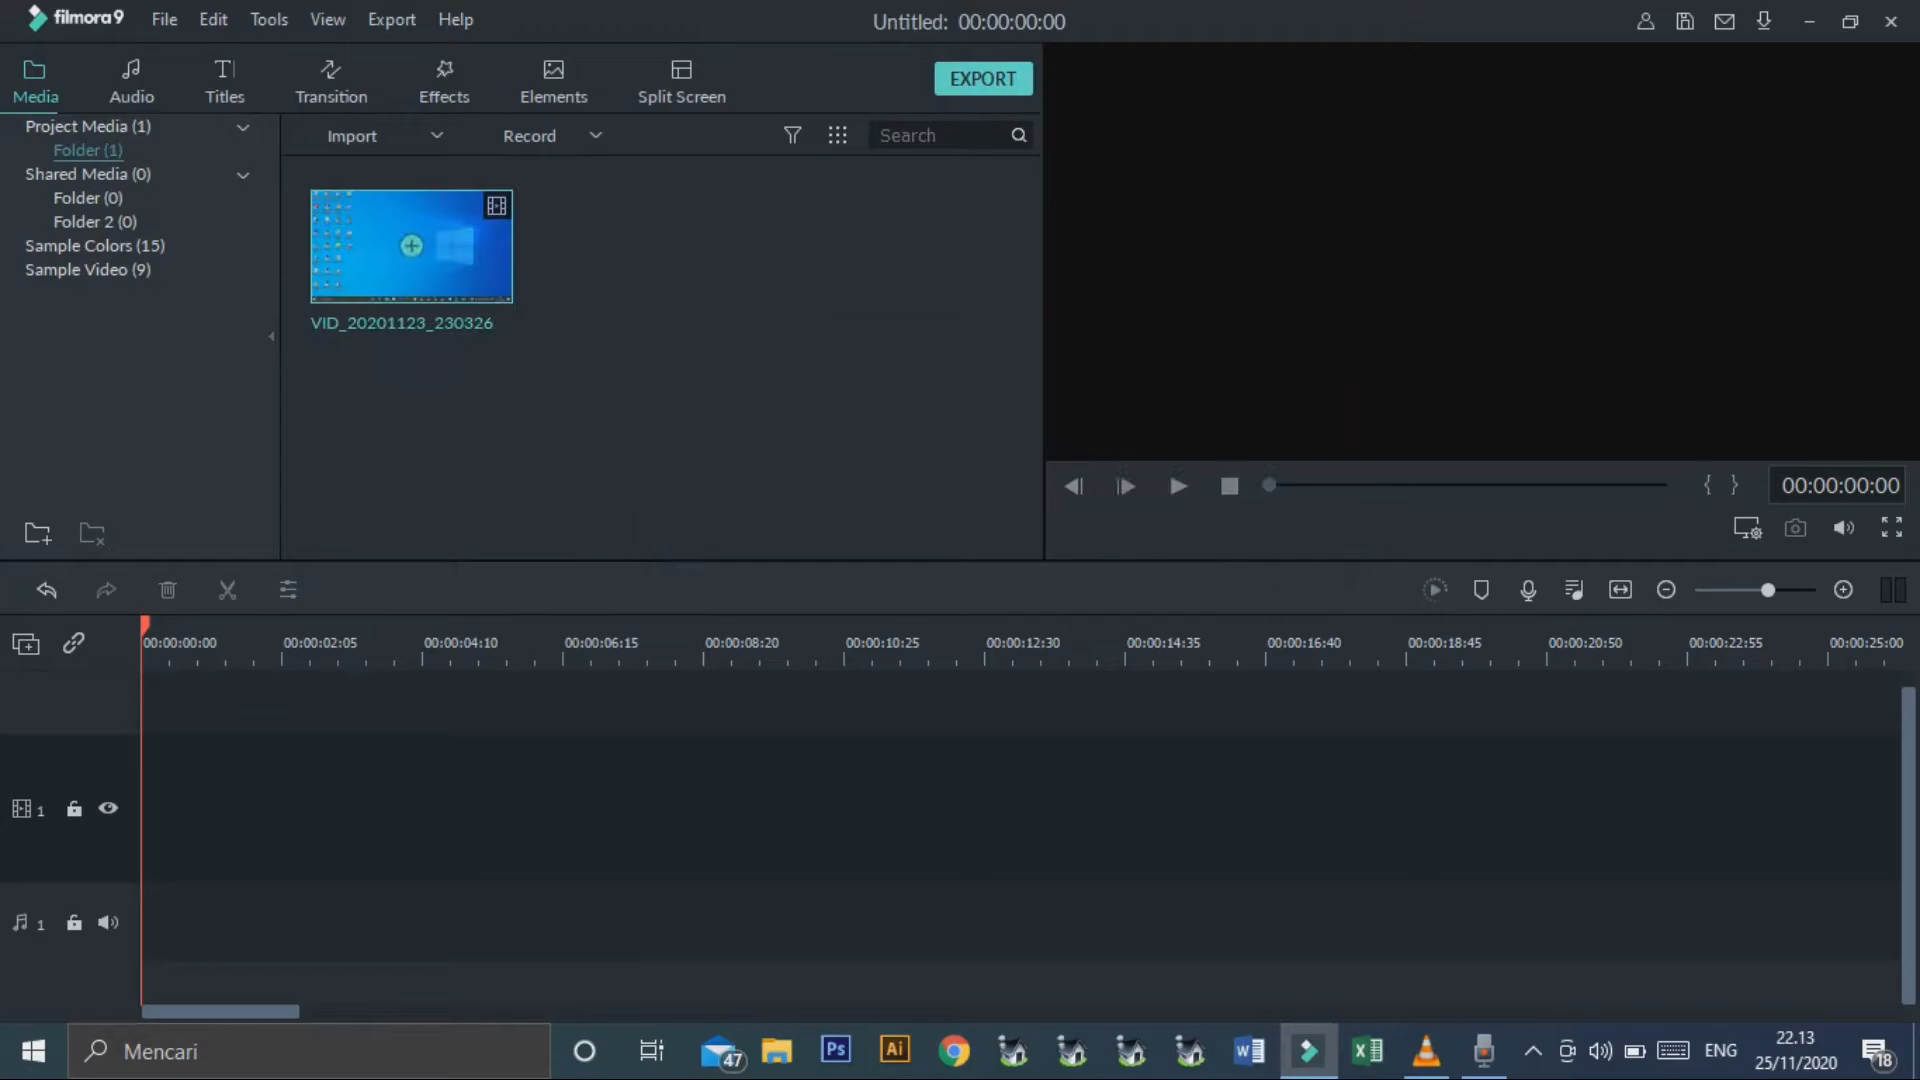 filmora9 File Edit Tools View Export Help Untitled: 00:00:00:00
Media Audio Titles Transition Effects Elements Split Screen EXPORT
Project Media (1)
Folder (1)
Shared Media (0)
Folder (0)
Folder 2 (0)
Sample Colors (15)
Sample Video (9)
Import Record Search
VID_20201123_230326
{ } 00:00:00:00
00:00:00:00 00:00:02:05 00:00:04:10 00:00:06:15 00:00:08:20 00:00:10:25 00:00:12:30 00:00:14:35 00:00:16:40 00:00:18:45 00:00:20:50 00:00:22:55 00:00:25:00
1
1
Mencari 47 Ps Ai ENG 22.13 18
25/11/2020